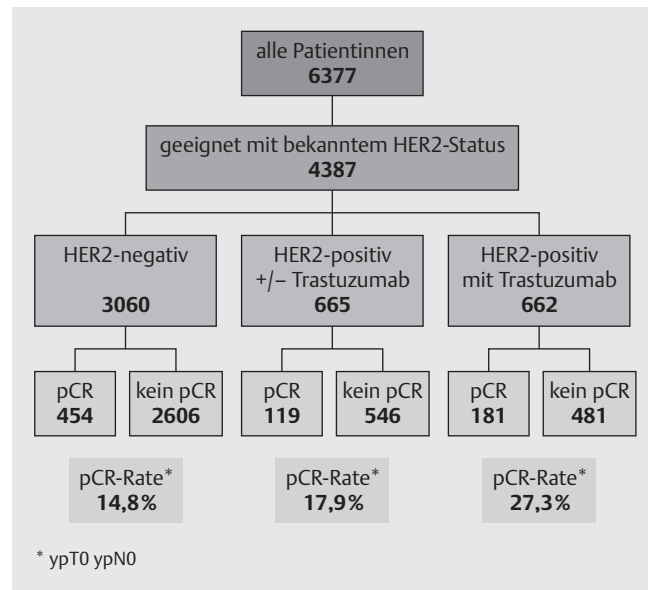 alle Patientinnen
6377
geeignet mit bekanntem HER2-Status
4387
HER2-negativ
3060
HER2-positiv
+/– Trastuzumab
665
HER2-positiv
mit Trastuzumab
662
pCR
454
kein pCR
2606
pCR
119
kein pCR
546
pCR
181
kein pCR
481
pCR-Rate*
14,8%
pCR-Rate*
17,9%
pCR-Rate*
27,3%
* ypT0 ypN0